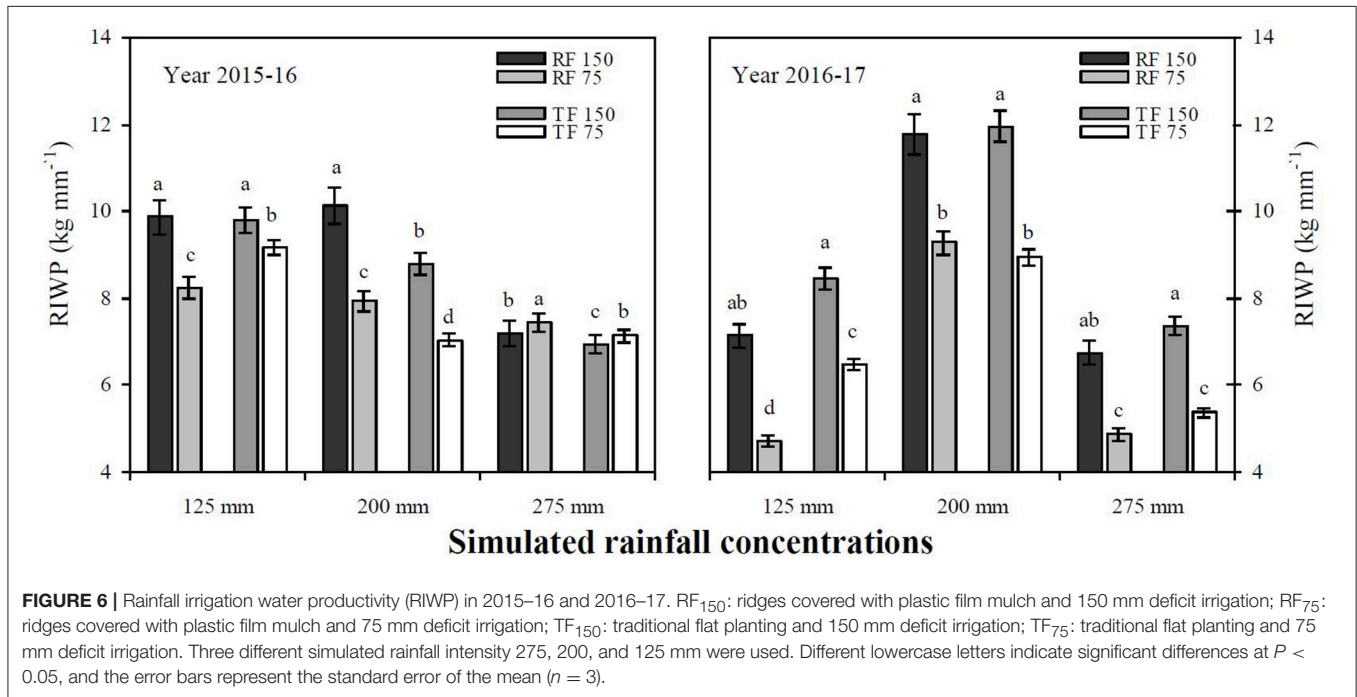 14
12
10
8
6
4
RIWP (kg mm⁻¹)
Year 2015-16
RF 150
RF 75
TF 150
TF 75
a
c
a
b
a
c
b
d
b
a
c
b
125 mm
200 mm
275 mm
Year 2016-17
RF 150
RF 75
TF 150
TF 75
ab
d
a
c
a
b
a
b
ab
c
a
c
125 mm
200 mm
275 mm
14
12
10
8
6
4
RIWP (kg mm⁻¹)
Simulated rainfall concentrations
FIGURE 6 | Rainfall irrigation water productivity (RIWP) in 2015–16 and 2016–17. RF₁₅₀: ridges covered with plastic film mulch and 150 mm deficit irrigation; RF₇₅:
ridges covered with plastic film mulch and 75 mm deficit irrigation; TF₁₅₀: traditional flat planting and 150 mm deficit irrigation; TF₇₅: traditional flat planting and 75
mm deficit irrigation. Three different simulated rainfall intensity 275, 200, and 125 mm were used. Different lowercase letters indicate significant differences at P <
0.05, and the error bars represent the standard error of the mean (n = 3).